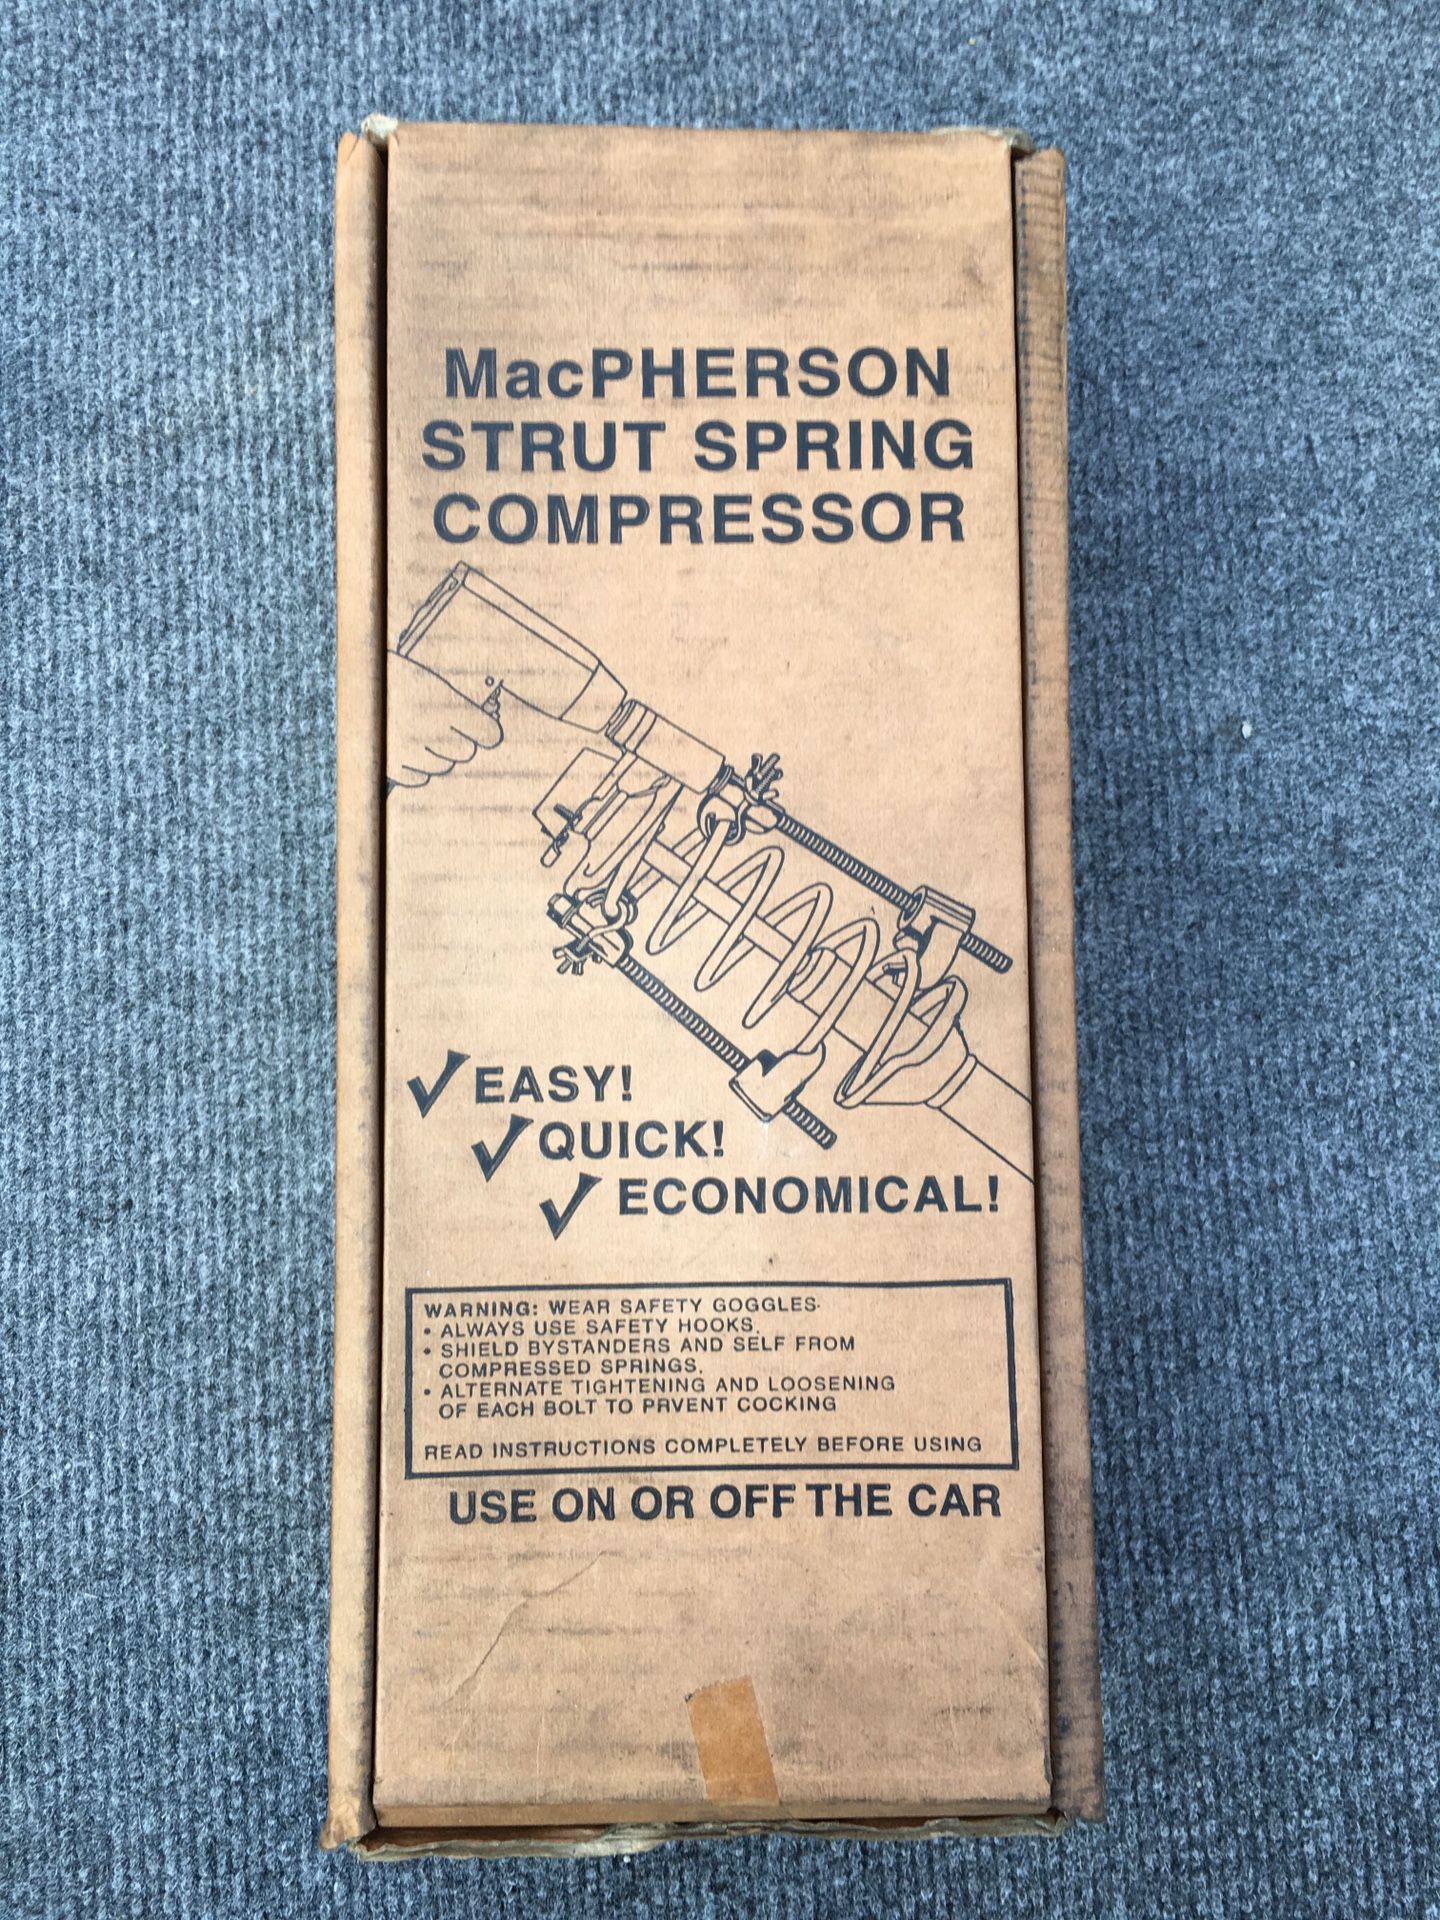 MacPHERSON
STRUT SPRING
COMPRESSOR
EASY!
QUICK!
ECONOMICAL!
WARNING: WEAR SAFETY GOGGLES.
• ALWAYS USE SAFETY HOOKS.
• SHIELD BYSTANDERS AND SELF FROM
COMPRESSED SPRINGS.
• ALTERNATE TIGHTENING AND LOOSENING
OF EACH BOLT TO PRVENT COCKING
READ INSTRUCTIONS COMPLETELY BEFORE USING
USE ON OR OFF THE CAR